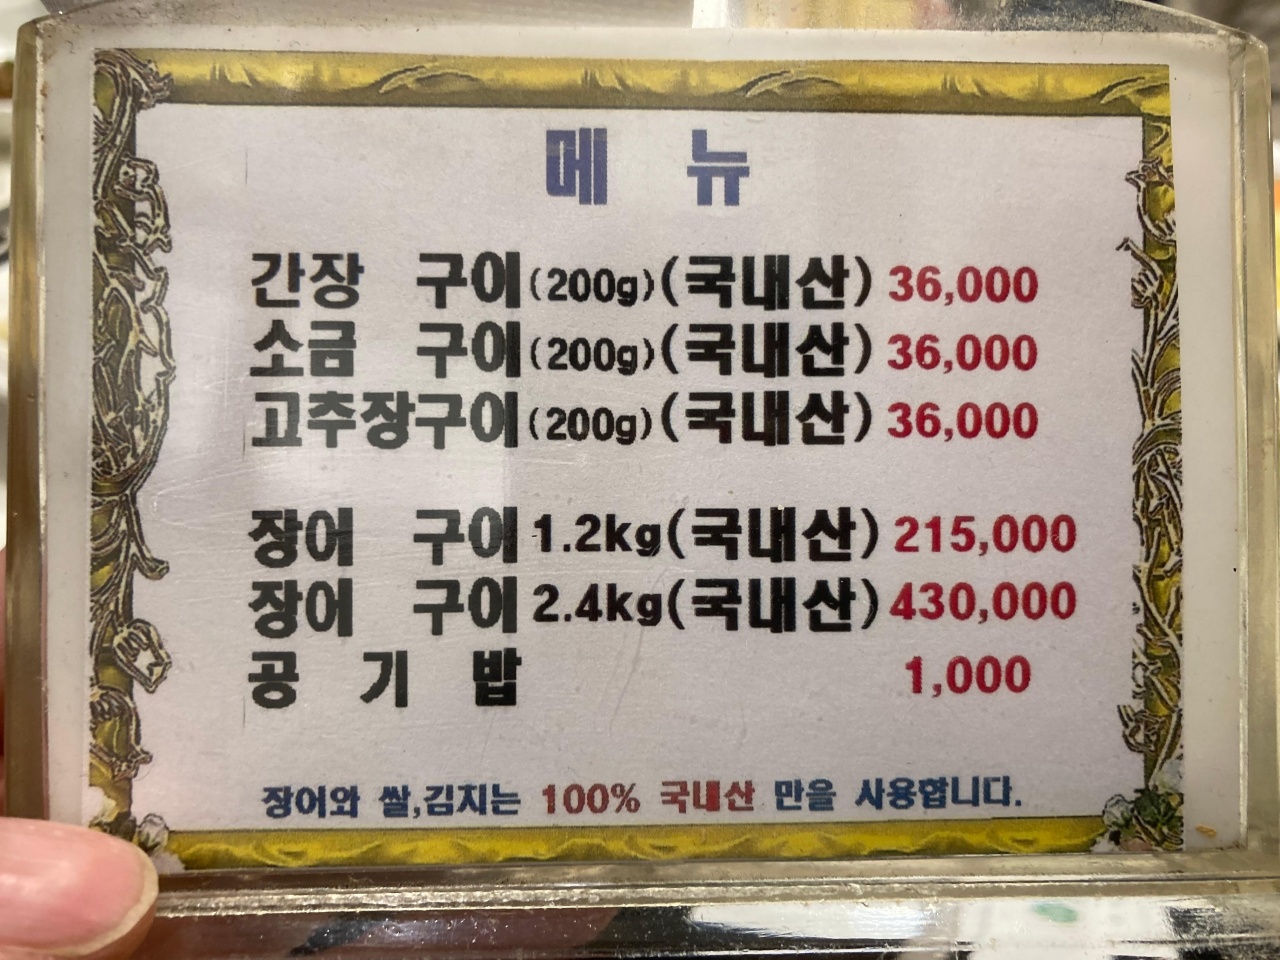 메 뉴
간장 구이(200g)(국내산) 36,000
소금 구이(200g)(국내산) 36,000
고추장구이(200g)(국내산) 36,000
장어 구이 1.2kg(국내산) 215,000
장어 구이 2.4kg(국내산) 430,000
공 기 밥 1,000
장어와 쌀,김치는 100% 국내산 만을 사용합니다.